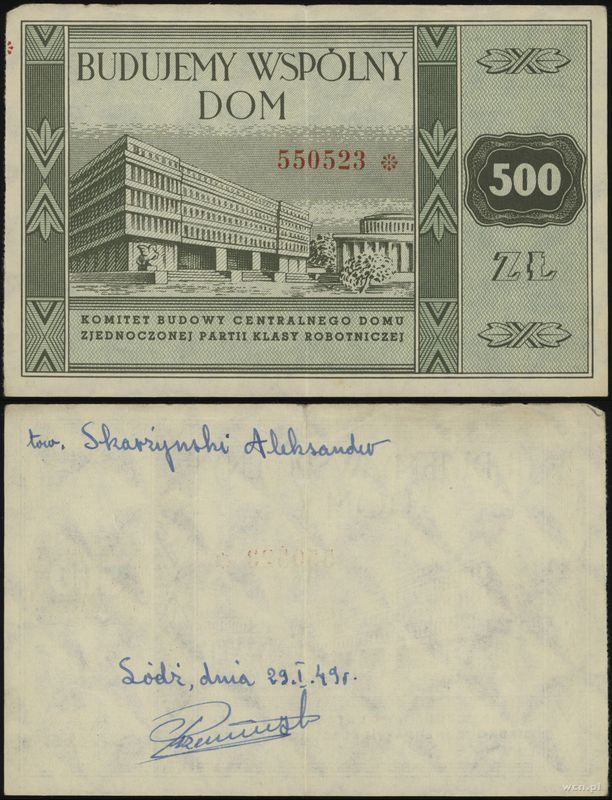 BUDUJEMY WSPÓLNY
DOM
550523
500
ZŁ
KOMITET BUDOWY CENTRALNEGO DOMU
ZJEDNOCZONEJ PARTII KLASY ROBOTNICZEJ
tow. Skarżynski Aleksander
Łódź, dnia 29.I.49r.
wcn.pl